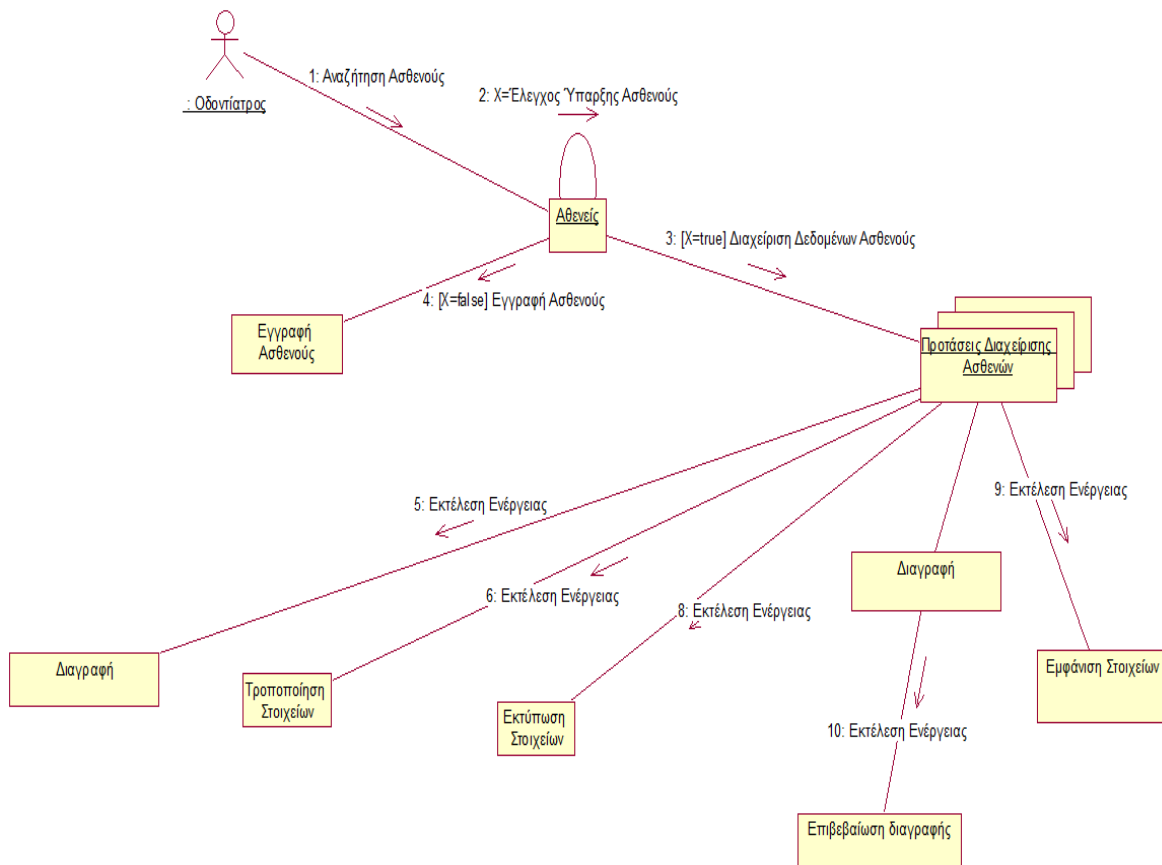 1: Αναζήτηση Ασθενούς
: Οδοντίατρος
2: X=Έλεγχος Ύπαρξης Ασθενούς
Αθενείς
3: [X=true] Διαχείριση Δεδομένων Ασθενούς
4: [X=false] Εγγραφή Ασθενούς
Εγγραφή
Ασθενούς
Προτάσεις Διαχείρισης
Ασθενών
5: Εκτέλεση Ενέργειας
9: Εκτέλεση Ενέργειας
6: Εκτέλεση Ενέργειας
8: Εκτέλεση Ενέργειας
Διαγραφή
Διαγραφή
Τροποποίηση
Στοιχείων
Εκτύπωση
Στοιχείων
Εμφάνιση Στοιχείων
10: Εκτέλεση Ενέργειας
Επιβεβαίωση διαγραφής